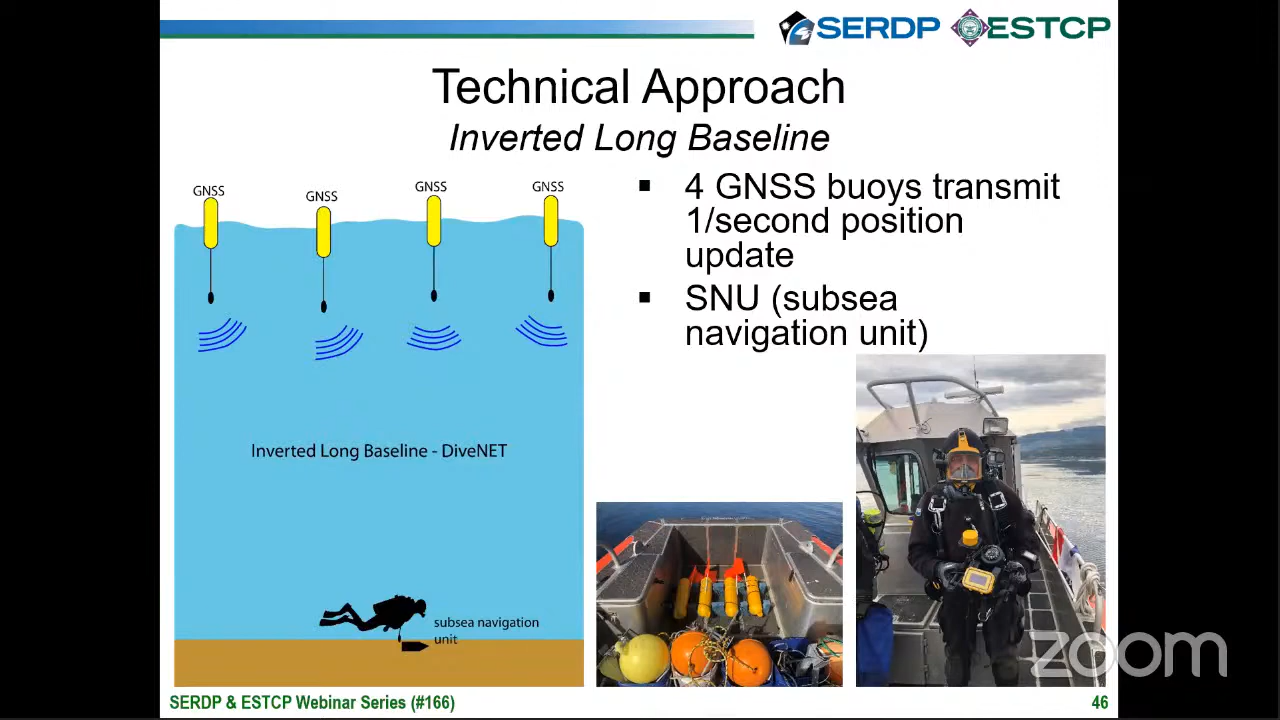 SERDP ESTCP
Technical Approach
Inverted Long Baseline
GNSS
GNSS
GNSS
GNSS
▪ 4 GNSS buoys transmit
1/second position
update
▪ SNU (subsea
navigation unit)
Inverted Long Baseline - DiveNET
subsea navigation
unit
zoom
SERDP & ESTCP Webinar Series (#166)
46